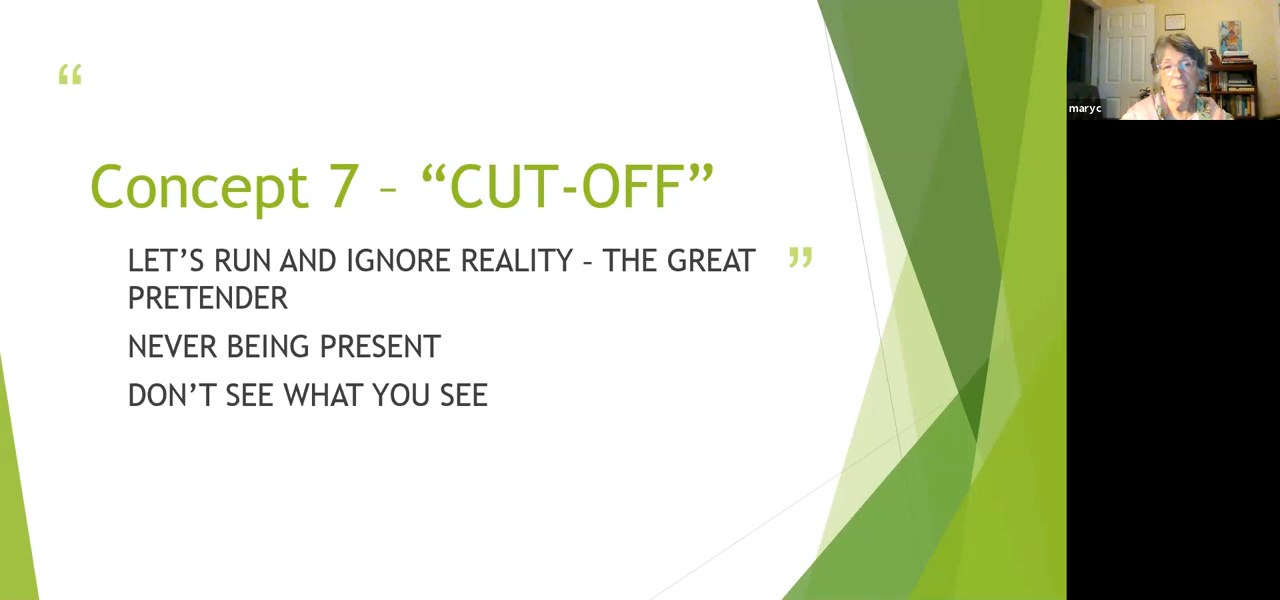 “
Concept 7 – “CUT-OFF”
LET’S RUN AND IGNORE REALITY – THE GREAT
PRETENDER
”
NEVER BEING PRESENT
DON’T SEE WHAT YOU SEE
maryc